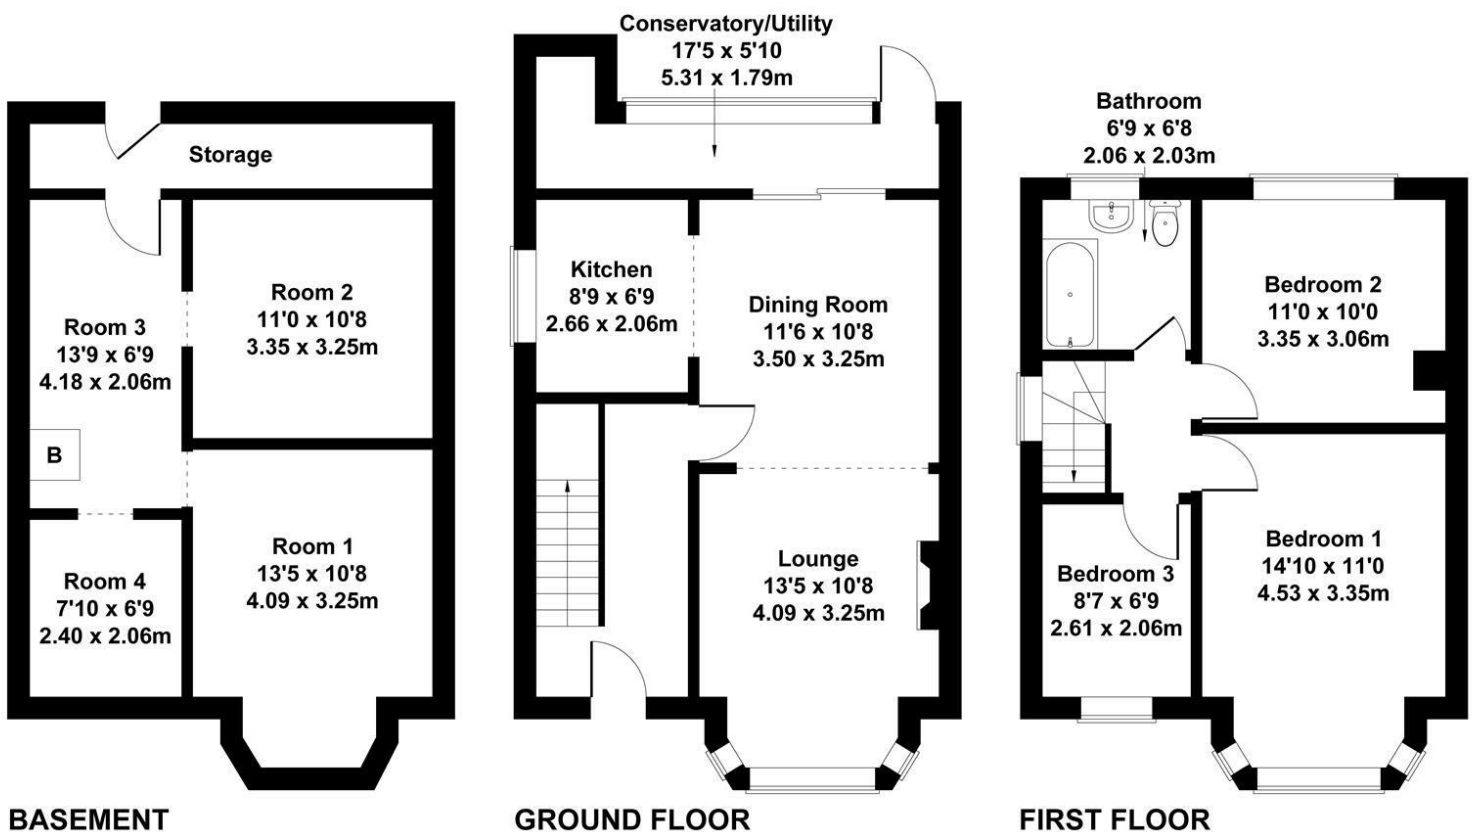 Storage
Room 2
11'0 x 10'8
3.35 x 3.25m
Room 3
13'9 x 6'9
4.18 x 2.06m
B
Room 1
13'5 x 10'8
4.09 x 3.25m
Room 4
7'10 x 6'9
2.40 x 2.06m
BASEMENT
Conservatory/Utility
17'5 x 5'10
5.31 x 1.79m
Kitchen
8'9 x 6'9
2.66 x 2.06m
Dining Room
11'6 x 10'8
3.50 x 3.25m
Lounge
13'5 x 10'8
4.09 x 3.25m
GROUND FLOOR
Bathroom
6'9 x 6'8
2.06 x 2.03m
Bedroom 2
11'0 x 10'0
3.35 x 3.06m
Bedroom 1
14'10 x 11'0
4.53 x 3.35m
Bedroom 3
8'7 x 6'9
2.61 x 2.06m
FIRST FLOOR